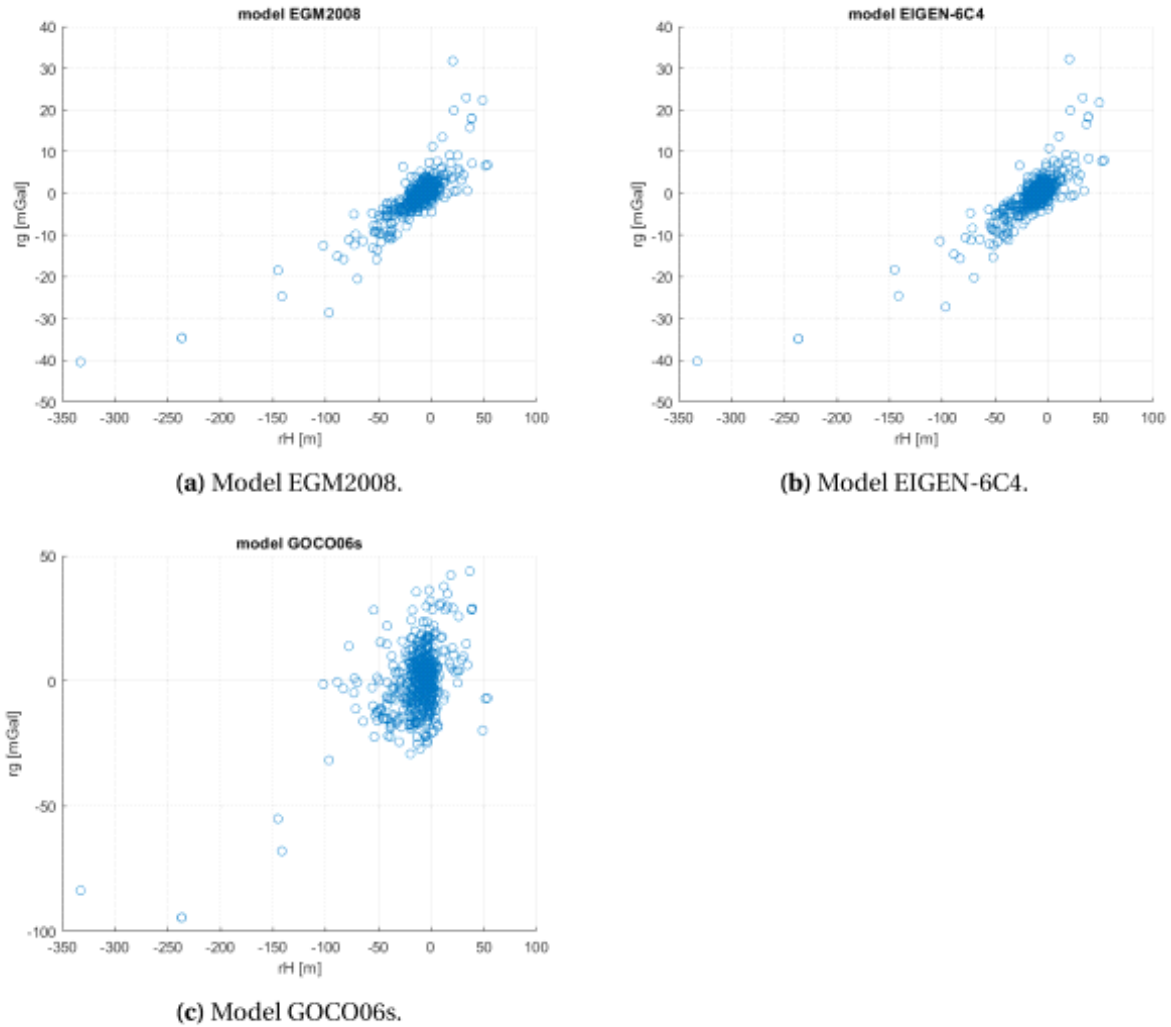 model EGM2008
40
30
20
10
0
-10
-20
-30
-40
-50
rg [mGal]
-350 -300 -250 -200 -150 -100 -50 0 50 100
rH [m]
(a) Model EGM2008.
model EIGEN-6C4
40
30
20
10
0
-10
-20
-30
-40
-50
rg [mGal]
-350 -300 -250 -200 -150 -100 -50 0 50 100
rH [m]
(b) Model EIGEN-6C4.
model GOCO06s
50
0
-50
-100
rg [mGal]
-350 -300 -250 -200 -150 -100 -50 0 50 100
rH [m]
(c) Model GOCO06s.